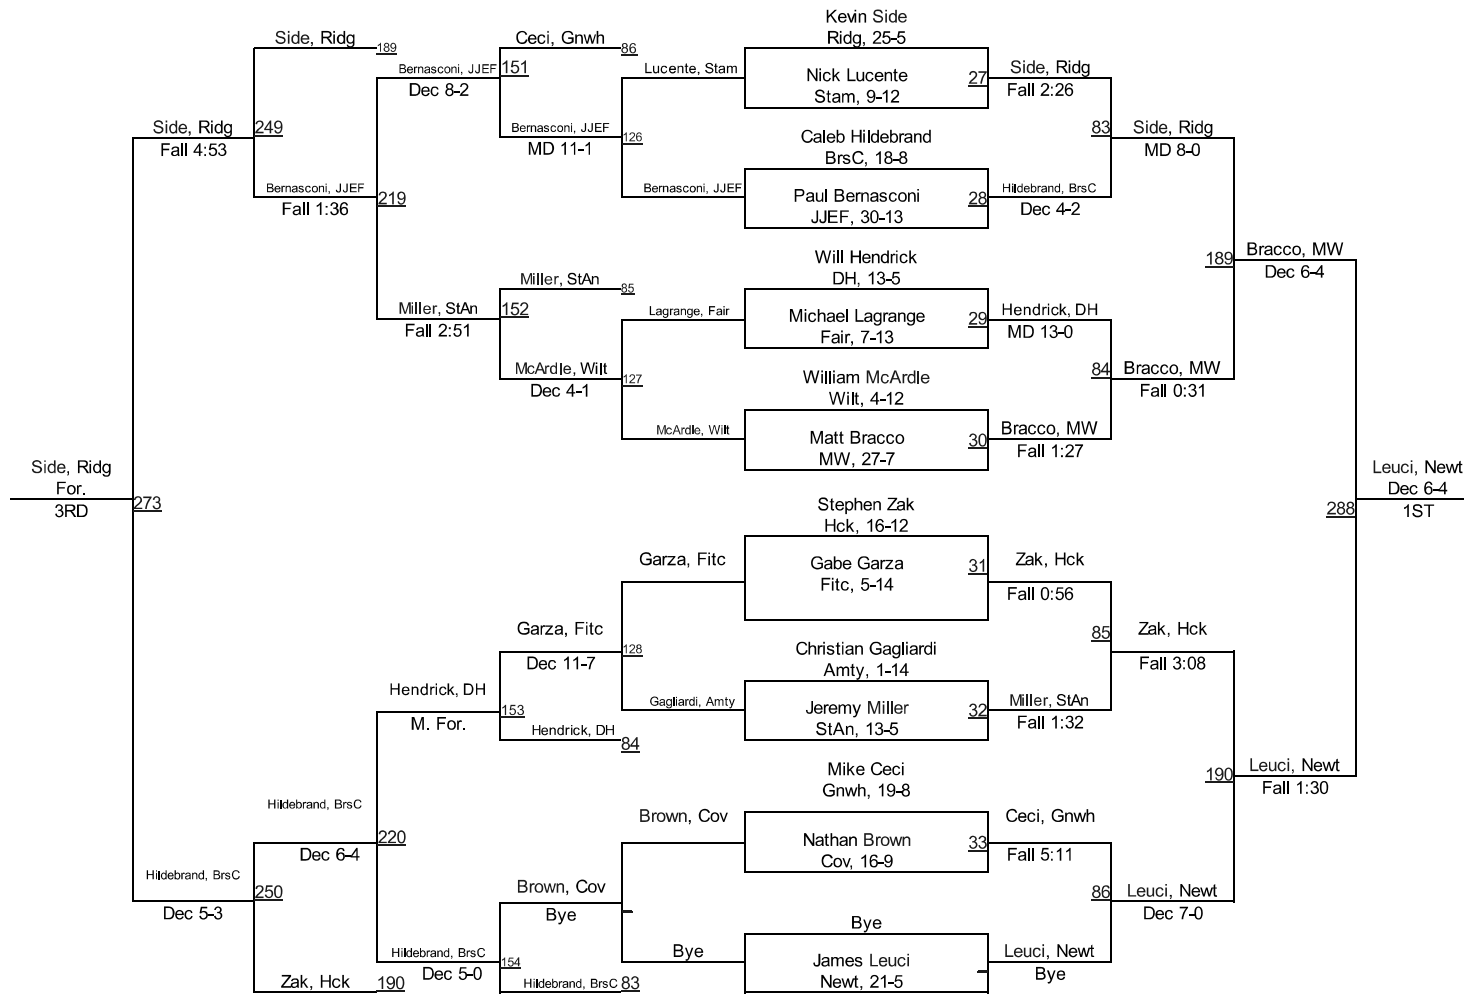 Kevin Side
Side, Ridg
189
Ceci, Gnwh
86
Ridg, 25-5
Bernasconi, JJEF
151
Dec 8-2
Lucente, Stam
Nick Lucente
27
Stam, 9-12
Side, Ridg
Fall 2:26
Side, Ridg
249
Fall 4:53
Bernasconi, JJEF
126
MD 11-1
Caleb Hildebrand
BrsC, 18-8
83
Side, Ridg
MD 8-0
Bernasconi, JJEF
219
Fall 1:36
Bernasconi, JJEF
Paul Bernasconi
28
JJEF, 30-13
Hildebrand, BrsC
Dec 4-2
Will Hendrick
DH, 13-5
189
Bracco, MW
Dec 6-4
Miller, StAn
85
Miller, StAn
152
Fall 2:51
Lagrange, Fair
Michael Lagrange
29
Fair, 7-13
Hendrick, DH
MD 13-0
McArdle, Wilt
127
Dec 4-1
William McArdle
Wilt, 4-12
84
Bracco, MW
Fall 0:31
McArdle, Wilt
Matt Bracco
30
MW, 27-7
Bracco, MW
Fall 1:27
Side, Ridg
For.
3RD
273
Leuci, Newt
Dec 6-4
1ST
288
Stephen Zak
Hck, 16-12
Garza, Fitc
Gabe Garza
31
Fitc, 5-14
Zak, Hck
Fall 0:56
Garza, Fitc
128
Dec 11-7
Christian Gagliardi
Amty, 1-14
85
Zak, Hck
Fall 3:08
Hendrick, DH
153
M. For.
Gagliardi, Amty
Jeremy Miller
32
StAn, 13-5
Miller, StAn
Fall 1:32
Hendrick, DH
84
Mike Ceci
Gnwh, 19-8
190
Leuci, Newt
Fall 1:30
Hildebrand, BrsC
220
Dec 6-4
Brown, Cov
Nathan Brown
33
Cov, 16-9
Ceci, Gnwh
Fall 5:11
Hildebrand, BrsC
250
Dec 5-3
Brown, Cov
Bye
Bye
86
Leuci, Newt
Dec 7-0
Hildebrand, BrsC
154
Dec 5-0
Bye
James Leuci
Newt, 21-5
Leuci, Newt
Bye
Zak, Hck
190
Hildebrand, BrsC
83